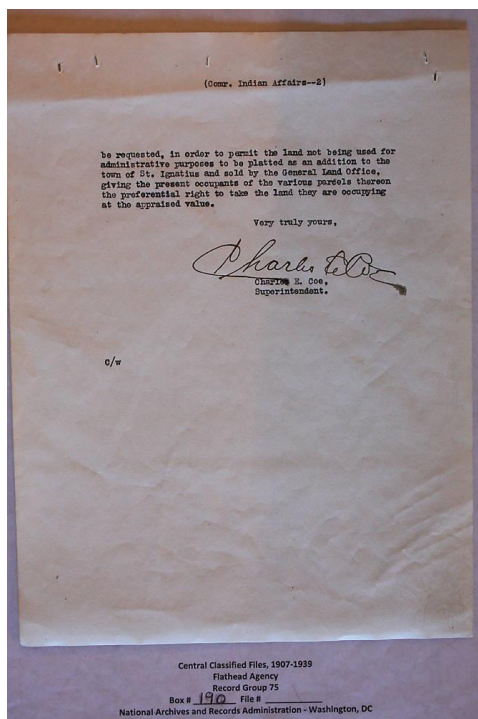 (Comr. Indian Affairs--2)
be requested, in order to permit the land not being used for
administrative purposes to be platted as an addition to the
town of St. Ignatius and sold by the General Land Office,
giving the present occupants of the various parcels thereon
the preferential right to take the land they are occupying
at the appraised value.
Very truly yours,
Charles E. Coe
Charles E. Coe,
Superintendent.
C/w
Central Classified Files, 1907-1939
Flathead Agency
Record Group 75
Box # 190 File # ________
National Archives and Records Administration - Washington, DC